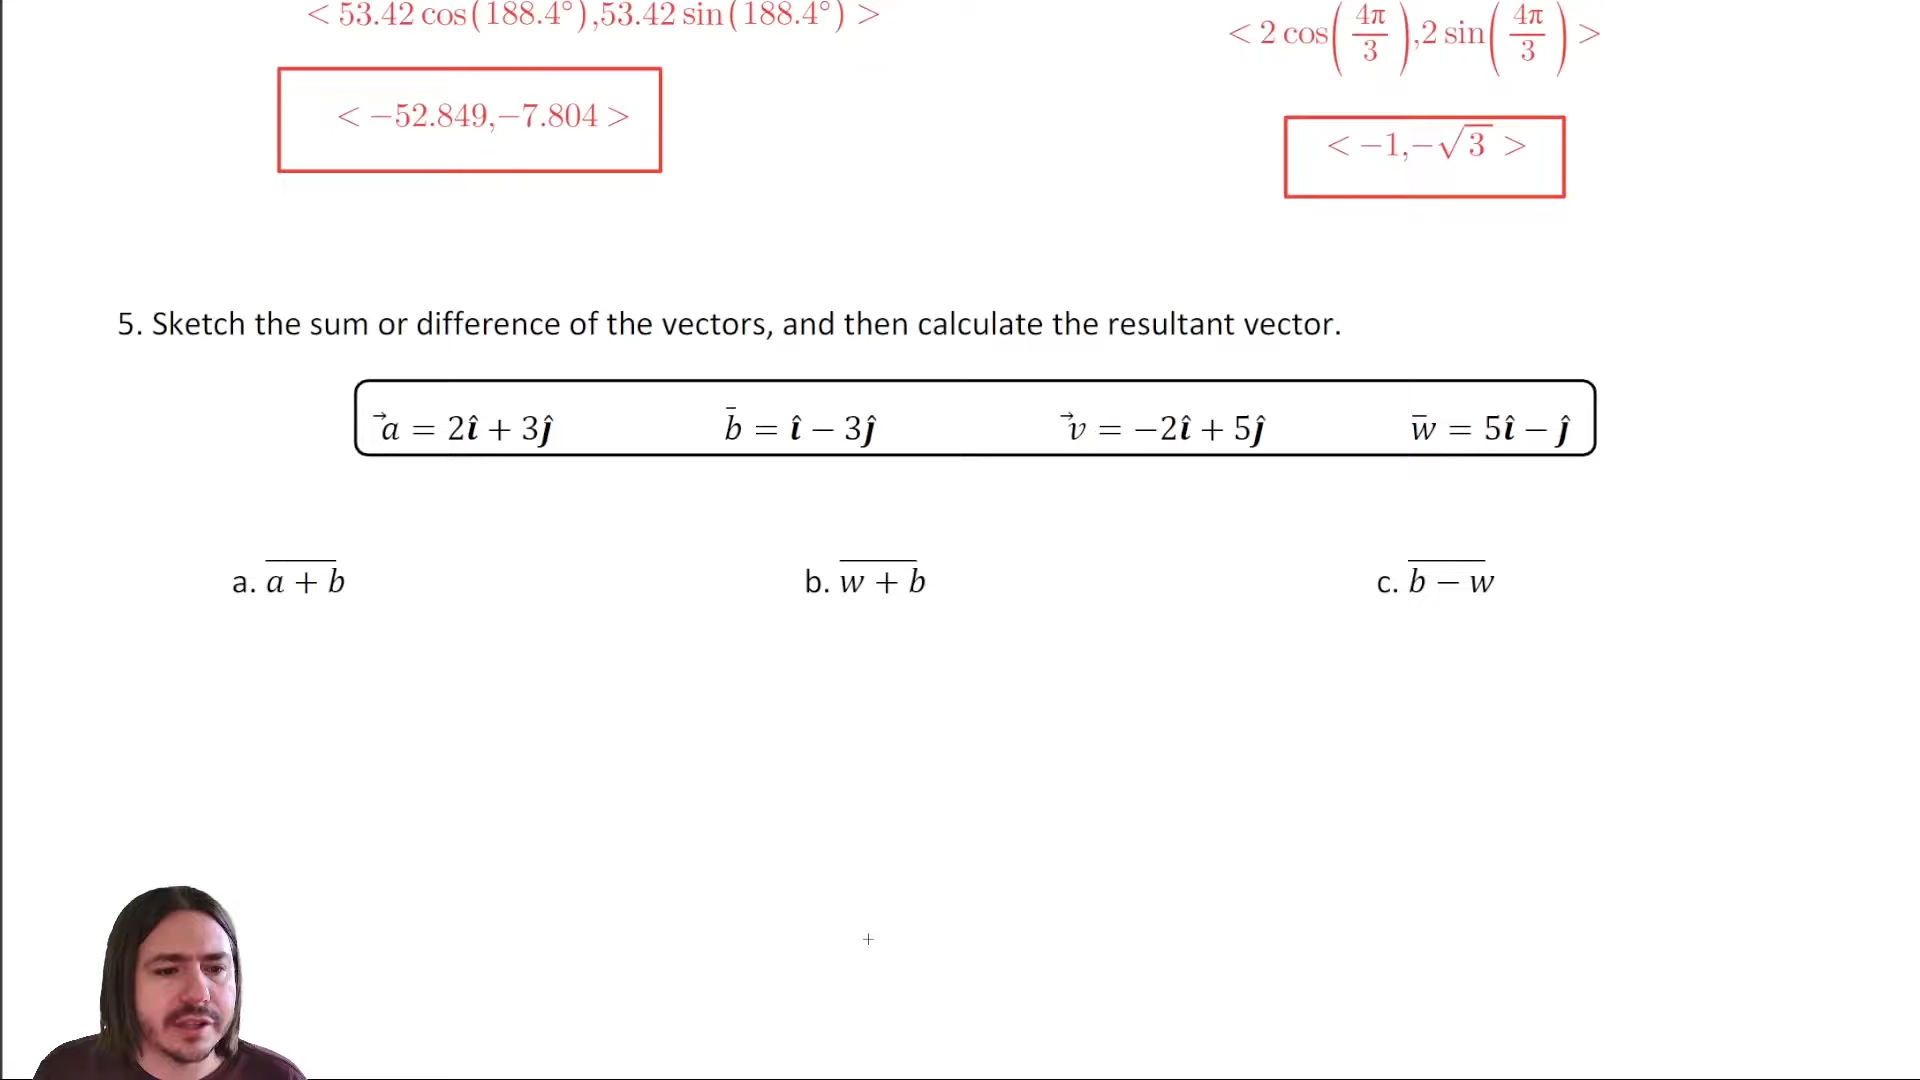 < 53.42 cos(188.4°),53.42 sin(188.4°) >
< 2 cos(4π/3),2 sin(4π/3) >
< −52.849,−7.804 >
< −1,−√3 >
5. Sketch the sum or difference of the vectors, and then calculate the resultant vector.
a⃗ = 2î + 3ĵ b̅ = î − 3ĵ v⃗ = −2î + 5ĵ w̅ = 5î − ĵ
a. a̅ ̅+̅ ̅b̅ b. w̅ ̅+̅ ̅b̅ c. b̅ ̅−̅ ̅w̅